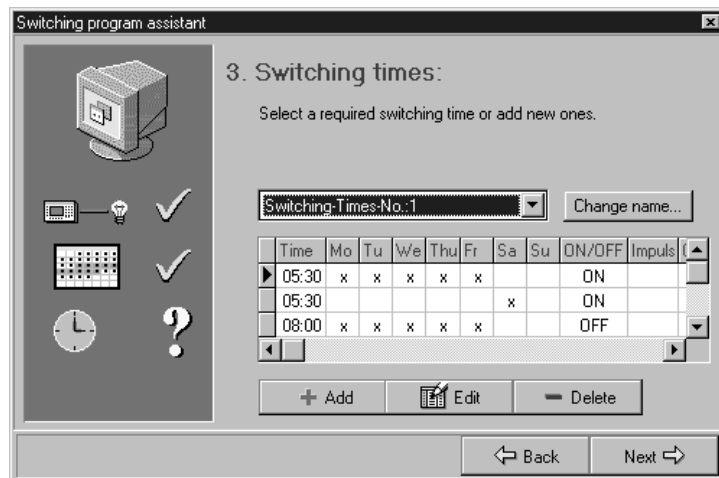 Switching program assistant
3. Switching times:
Select a required switching time or add new ones.
Switching-Times-No.:1 Change name...
Time Mo Tu We Thu Fr Sa Su ON/OFF Impuls
05:30 x x x x x ON
05:30 x ON
08:00 x x x x x OFF
Add Edit Delete
Back Next